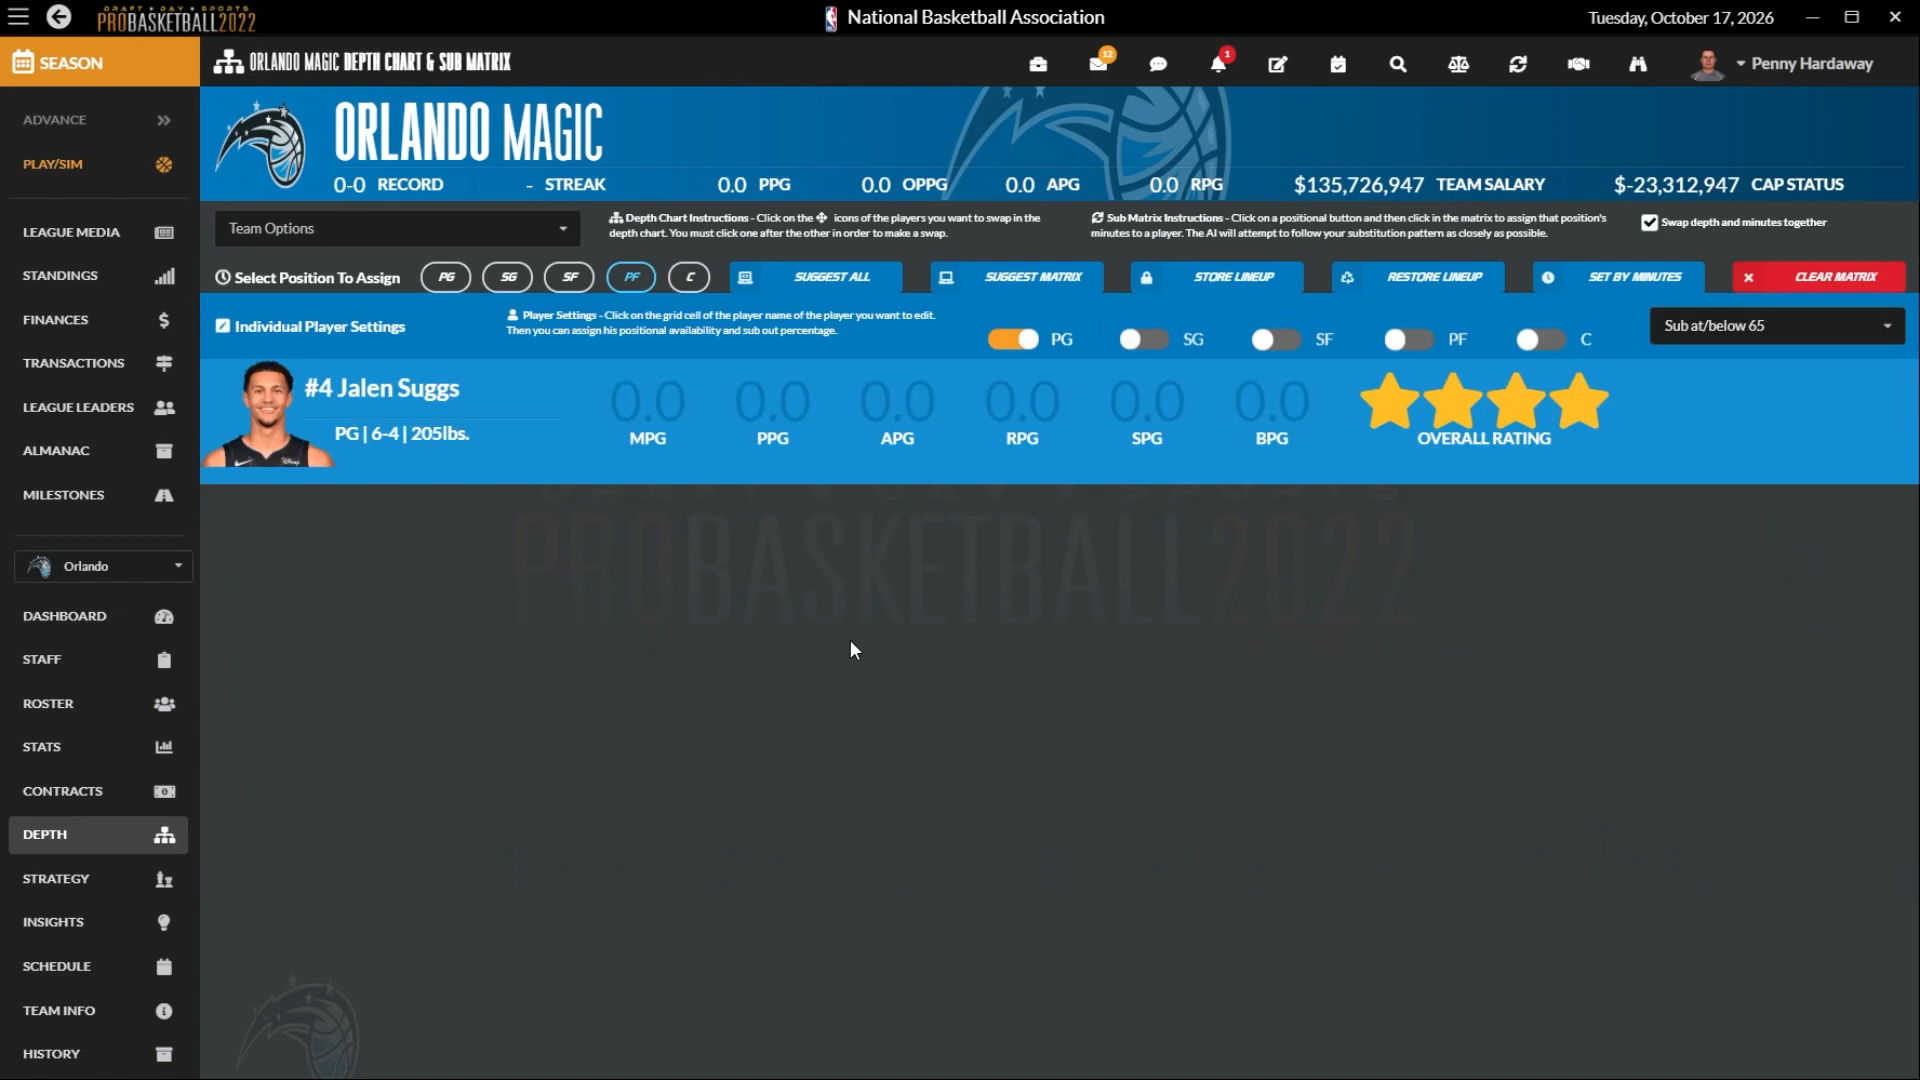 DRAFT • DAY • SPORTS
PROBASKETBALL2022
National Basketball Association
Tuesday, October 17, 2026
SEASON
ORLANDO MAGIC DEPTH CHART & SUB MATRIX
12
1
Penny Hardaway
ADVANCE
PLAY/SIM
LEAGUE MEDIA
STANDINGS
FINANCES
TRANSACTIONS
LEAGUE LEADERS
ALMANAC
MILESTONES
Orlando
DASHBOARD
STAFF
ROSTER
STATS
CONTRACTS
DEPTH
STRATEGY
INSIGHTS
SCHEDULE
TEAM INFO
HISTORY
ORLANDO MAGIC
0-0 RECORD
- STREAK
0.0 PPG
0.0 OPPG
0.0 APG
0.0 RPG
$135,726,947 TEAM SALARY
$-23,312,947 CAP STATUS
Team Options
Depth Chart Instructions - Click on the icons of the players you want to swap in the
depth chart. You must click one after the other in order to make a swap.
Sub Matrix Instructions - Click on a positional button and then click in the matrix to assign that position's
minutes to a player. The AI will attempt to follow your substitution pattern as closely as possible.
Swap depth and minutes together
Select Position To Assign
PG
SG
SF
PF
C
SUGGEST ALL
SUGGEST MATRIX
STORE LINEUP
RESTORE LINEUP
SET BY MINUTES
CLEAR MATRIX
Individual Player Settings
Player Settings - Click on the grid cell of the player name of the player you want to edit.
Then you can assign his positional availability and sub out percentage.
PG
SG
SF
PF
C
Sub at/below 65
#4 Jalen Suggs
PG | 6-4 | 205lbs.
0.0
MPG
0.0
PPG
0.0
APG
0.0
RPG
0.0
SPG
0.0
BPG
OVERALL RATING
DRAFT • DAY • SPORTS
PROBASKETBALL2022